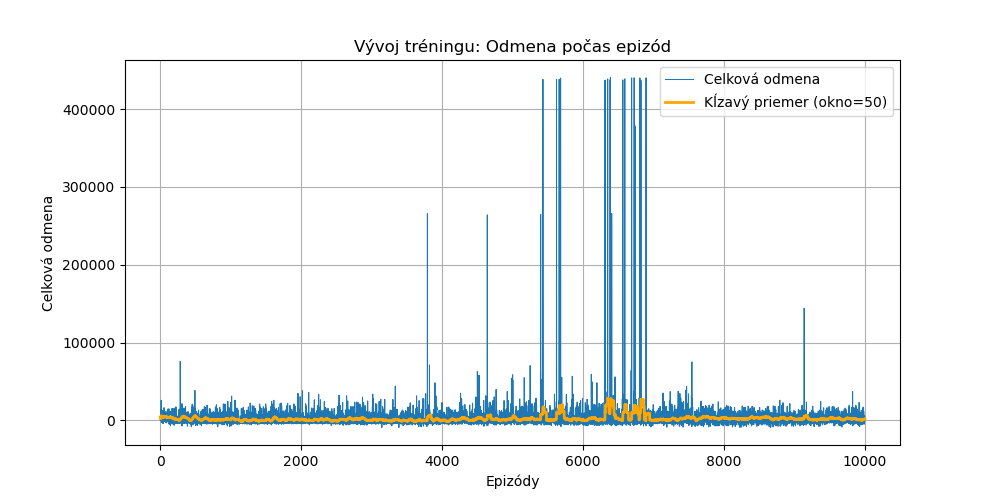 Vývoj tréningu: Odmena počas epizód
Celková odmena
Kĺzavý priemer (okno=50)
400000
300000
200000
100000
0
Celková odmena
0
2000
4000
6000
8000
10000
Epizódy